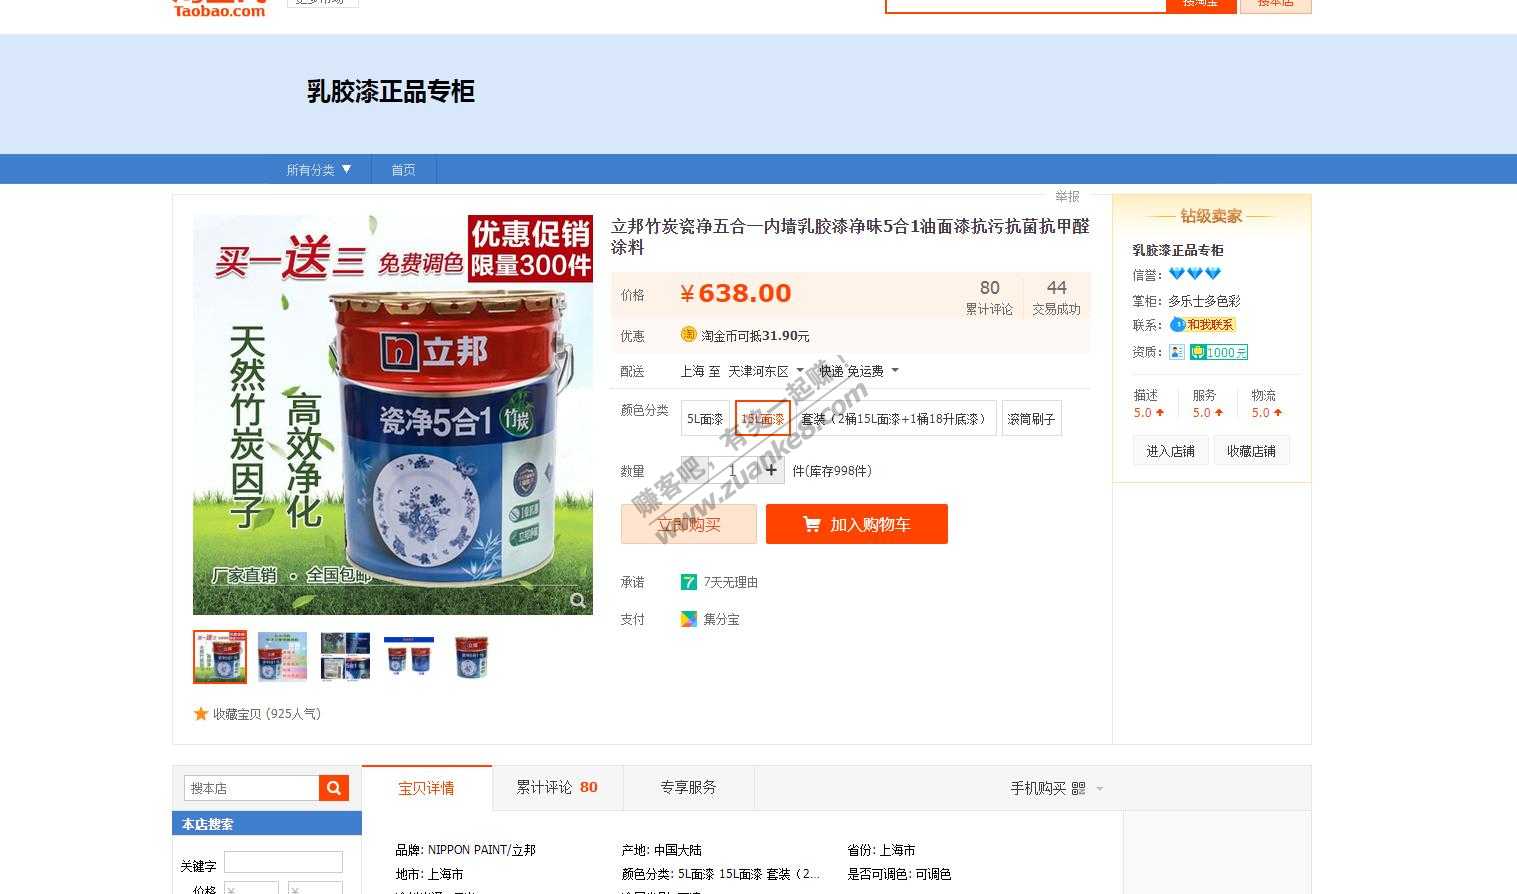 Taobao.com
乳胶漆正品专柜
所有分类 ▼
首页
举报
优惠促销
限量300件
买一送三 免费调色
立邦
瓷净5合1
竹炭
天然竹炭因子
高效净化
厂家直销 · 全国包邮
收藏宝贝 (925人气)
立邦竹炭瓷净五合一内墙乳胶漆净味5合1油面漆抗污抗菌抗甲醛
涂料
价格 ¥638.00
80
累计评论
44
交易成功
优惠 淘金币可抵31.90元
配送 上海 至 天津河东区 快递 免运费
颜色分类 5L面漆 15L面漆 套装（2桶15L面漆+1桶18升底漆） 滚筒刷子
数量 1 + 件(库存998件)
立即购买 加入购物车
承诺 7天无理由
支付 集分宝
赚客吧，有奖一起赚！
www.zuanke8.com
钻级卖家
乳胶漆正品专柜
信誉：
掌柜：多乐士多色彩
联系：和我联系
资质：1000元
描述 服务 物流
5.0 5.0 5.0
进入店铺 收藏店铺
搜本店
宝贝详情 累计评论 80 专享服务 手机购买
本店搜索
关键字
价格 ¥ ¥
品牌: NIPPON PAINT/立邦 产地: 中国大陆 省份: 上海市
地市: 上海市 颜色分类: 5L面漆 15L面漆 套装（2... 是否可调色: 可调色